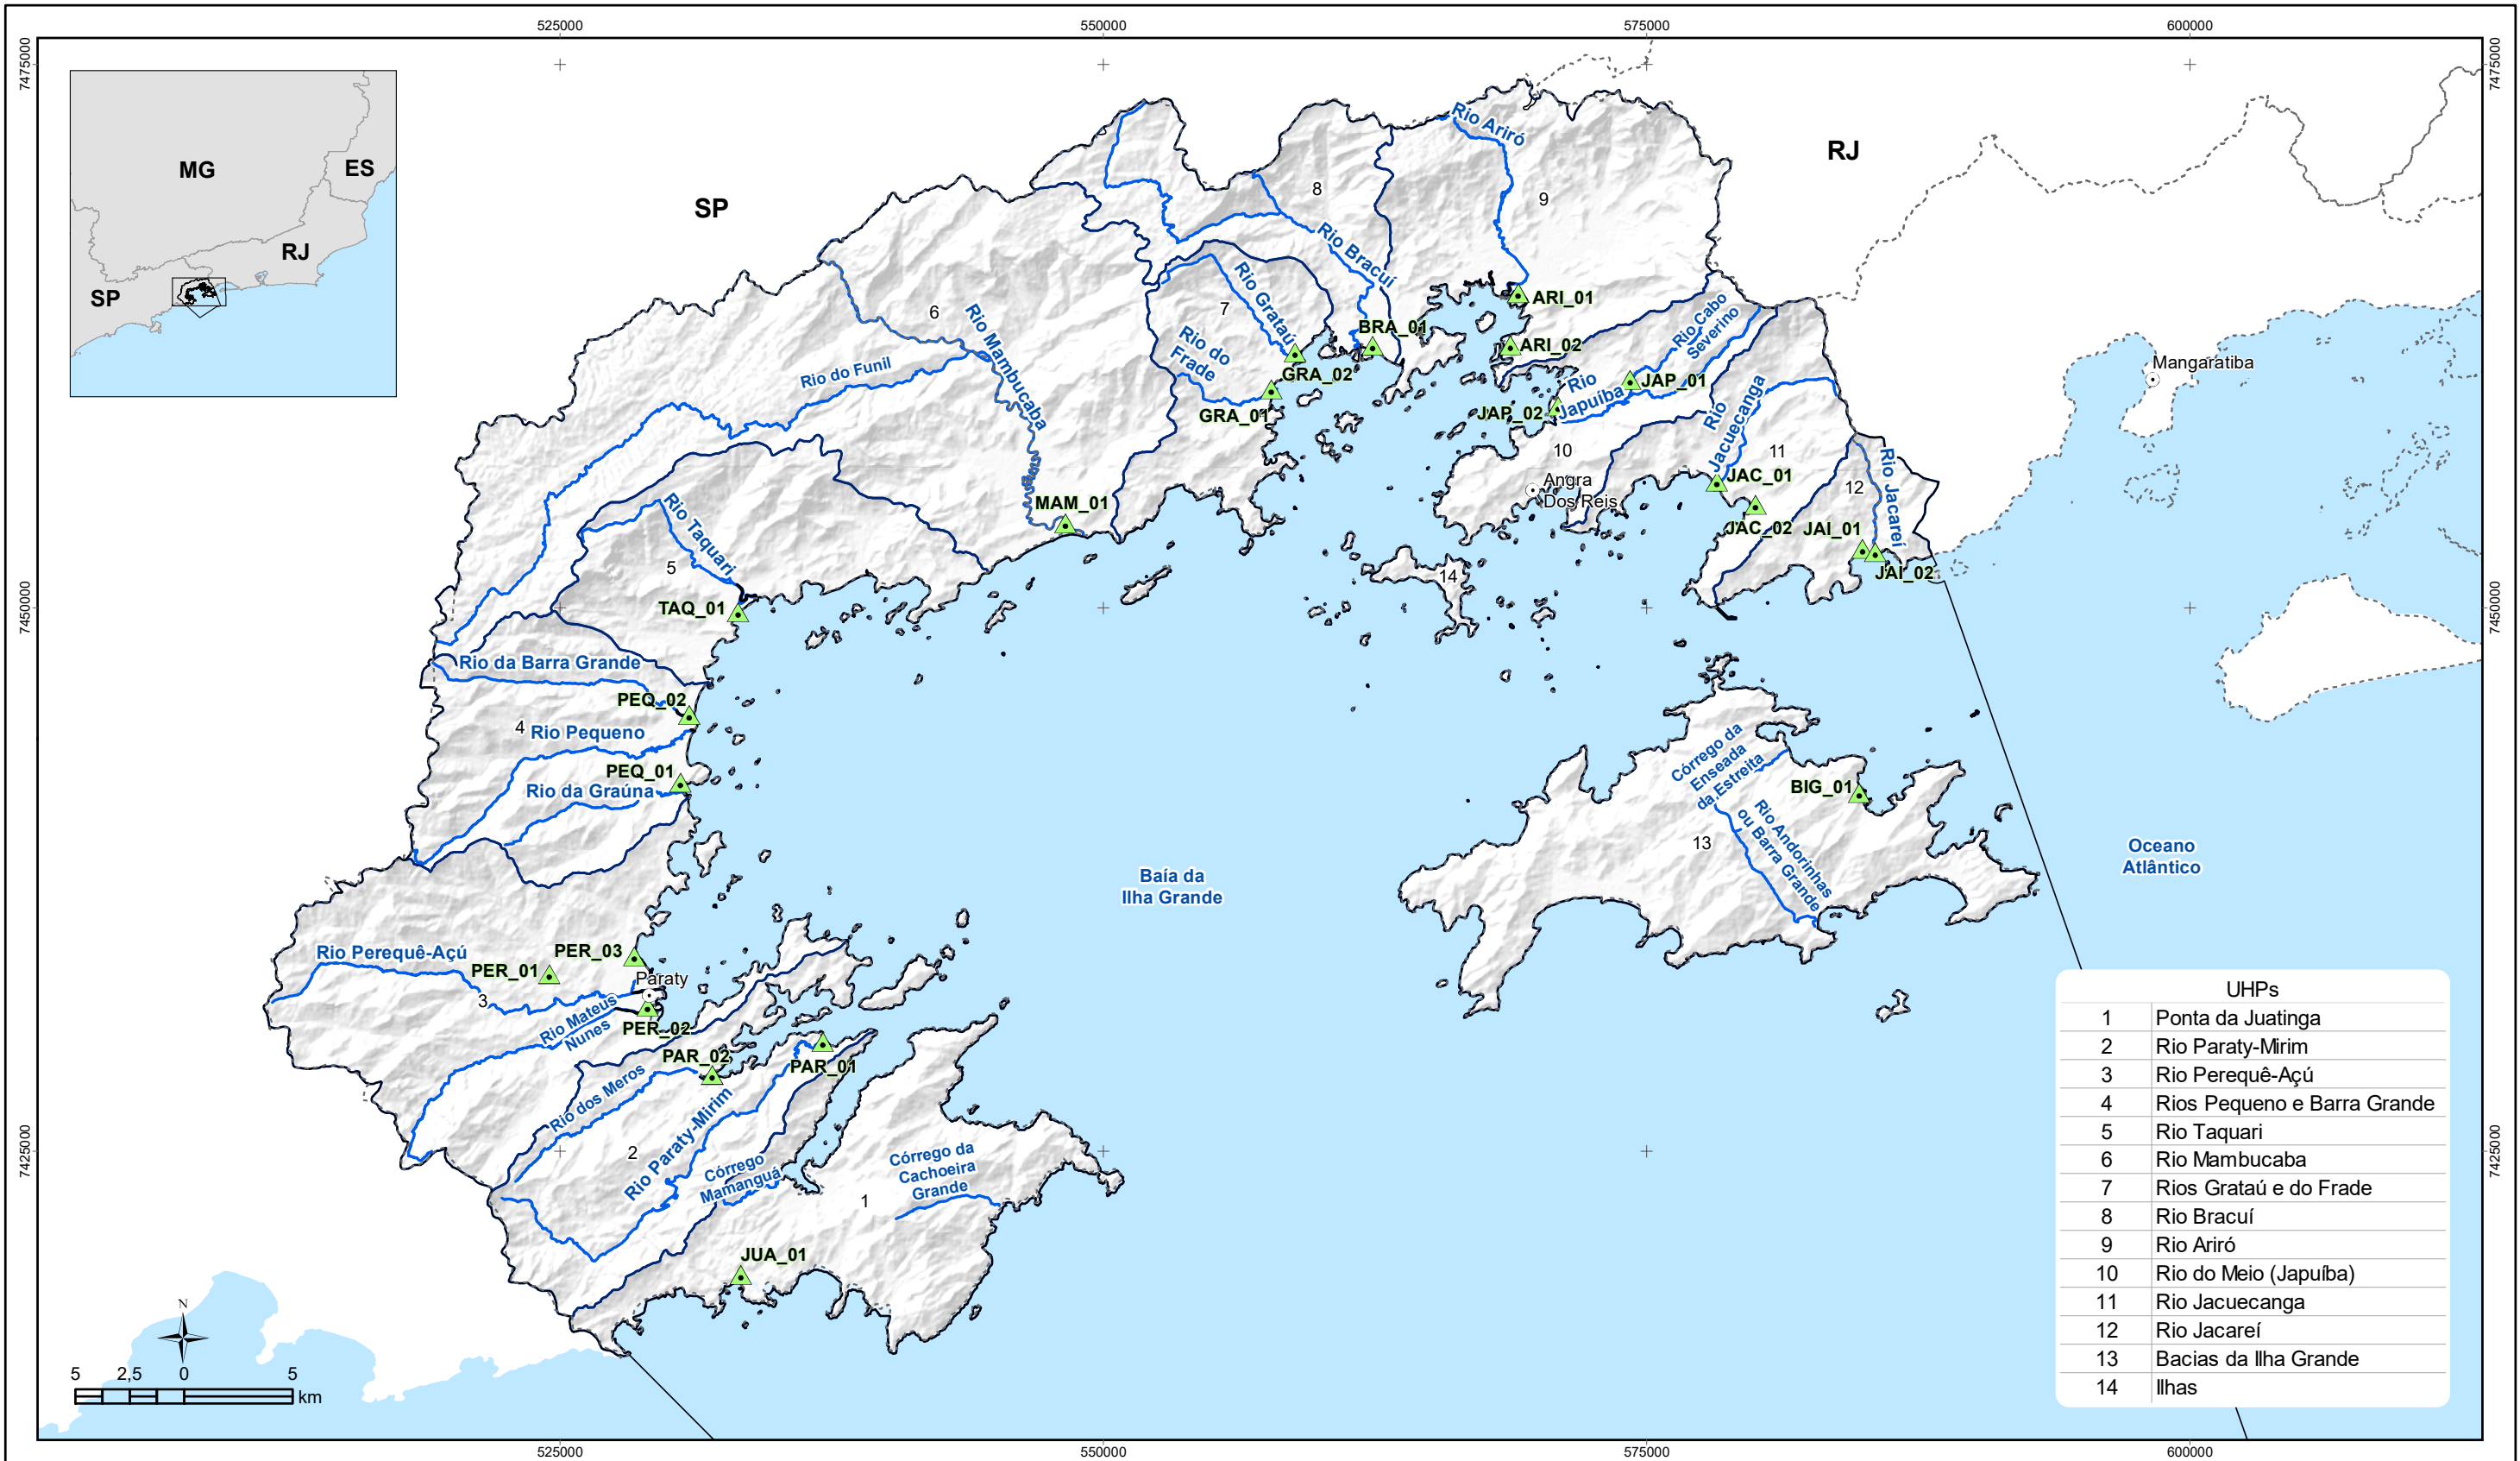 525000
550000
575000
600000
7475000
7475000
MG
ES
RJ
SP
SP
RJ
Rio Ariró
8
9
Rio Bracuí
6
7
Rio Grataú
Rio Mambucaba
Rio do
Frade
Rio do Funil
BRA_01
ARI_01
ARI_02
GRA_02
GRA_01
Rio Cabo
Severino
JAP_01
Rio
Japuíba
JAP_02
Rio
Jacuecanga
Mangaratiba
10
11
12
Angra
Dos Reis
JAC_01
JAC_02
JAI_01
JAI_02
Rio Jacareí
MAM_01
Rio Taquari
5
TAQ_01
14
7450000
7450000
Rio da Barra Grande
PEQ_02
4
Rio Pequeno
PEQ_01
Rio da Graúna
Córrego da
Enseada
da Estreita
BIG_01
13
Rio Andorinhas
ou Barra Grande
Baía da
Ilha Grande
Oceano
Atlântico
Rio Perequê-Açú
PER_01
PER_03
Paraty
3
Rio Mateus
Nunes
PER_02
PAR_02
PAR_01
Rio dos Meros
2
Rio Paraty-Mirim
Córrego
Mamanguá
Córrego da
Cachoeira
Grande
1
JUA_01
7425000
7425000
N
5 2,5 0 5
km
UHPs
1 Ponta da Juatinga
2 Rio Paraty-Mirim
3 Rio Perequê-Açú
4 Rios Pequeno e Barra Grande
5 Rio Taquari
6 Rio Mambucaba
7 Rios Grataú e do Frade
8 Rio Bracuí
9 Rio Ariró
10 Rio do Meio (Japuíba)
11 Rio Jacuecanga
12 Rio Jacareí
13 Bacias da Ilha Grande
14 Ilhas
525000
550000
575000
600000